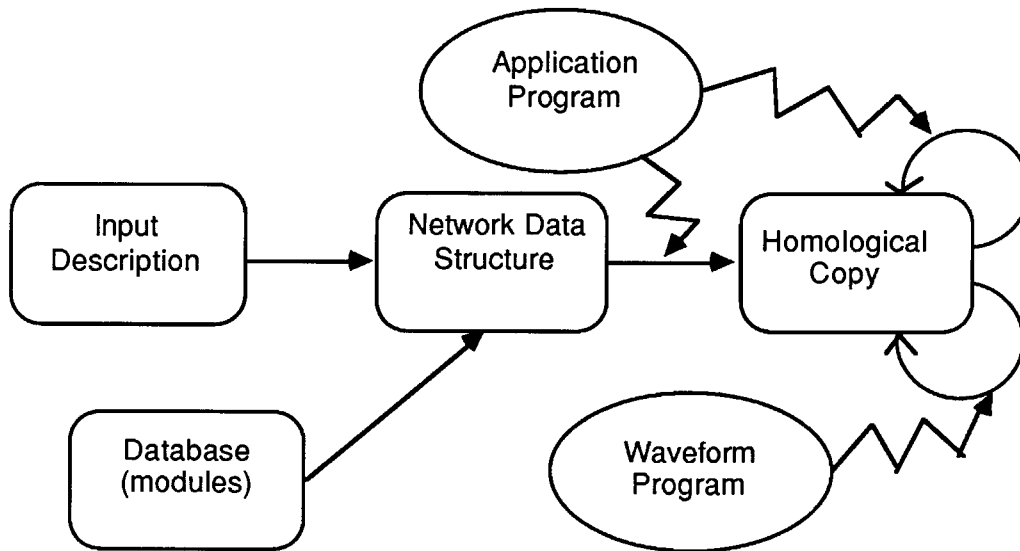 Application
Program
Input
Description
Network Data
Structure
Homological
Copy
Database
(modules)
Waveform
Program